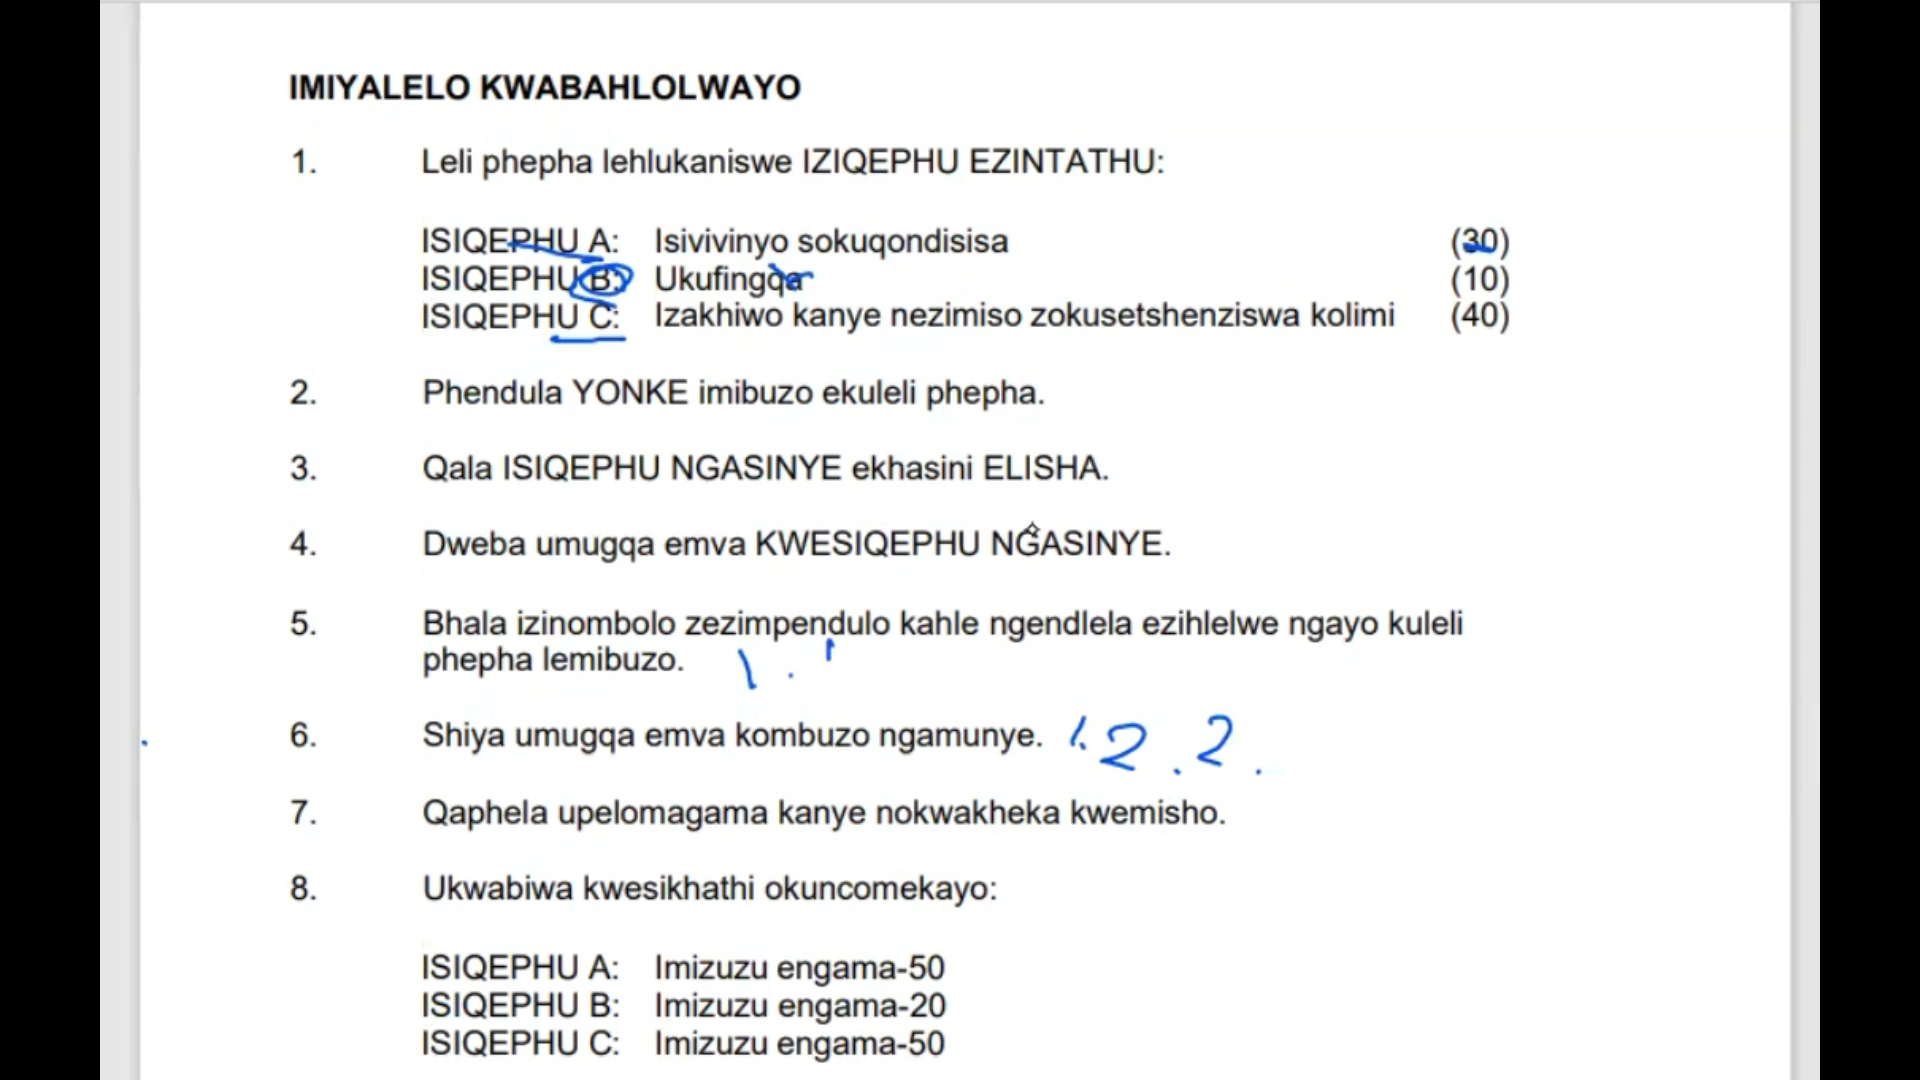 IMIYALELO KWABAHLOLWAYO
1. Leli phepha lehlukaniswe IZIQEPHU EZINTATHU:
ISIQEPHU A: Isivivinyo sokuqondisisa (30)
ISIQEPHU B: Ukufingqa (10)
ISIQEPHU C: Izakhiwo kanye nezimiso zokusetshenziswa kolimi (40)
2. Phendula YONKE imibuzo ekuleli phepha.
3. Qala ISIQEPHU NGASINYE ekhasini ELISHA.
4. Dweba umugqa emva KWESIQEPHU NGASINYE.
5. Bhala izinombolo zezimpendulo kahle ngendlela ezihlelwe ngayo kuleli
phepha lemibuzo. 1.1
6. Shiya umugqa emva kombuzo ngamunye. 1. 2.2.
7. Qaphela upelomagama kanye nokwakheka kwemisho.
8. Ukwabiwa kwesikhathi okuncomekayo:
ISIQEPHU A: Imizuzu engama-50
ISIQEPHU B: Imizuzu engama-20
ISIQEPHU C: Imizuzu engama-50